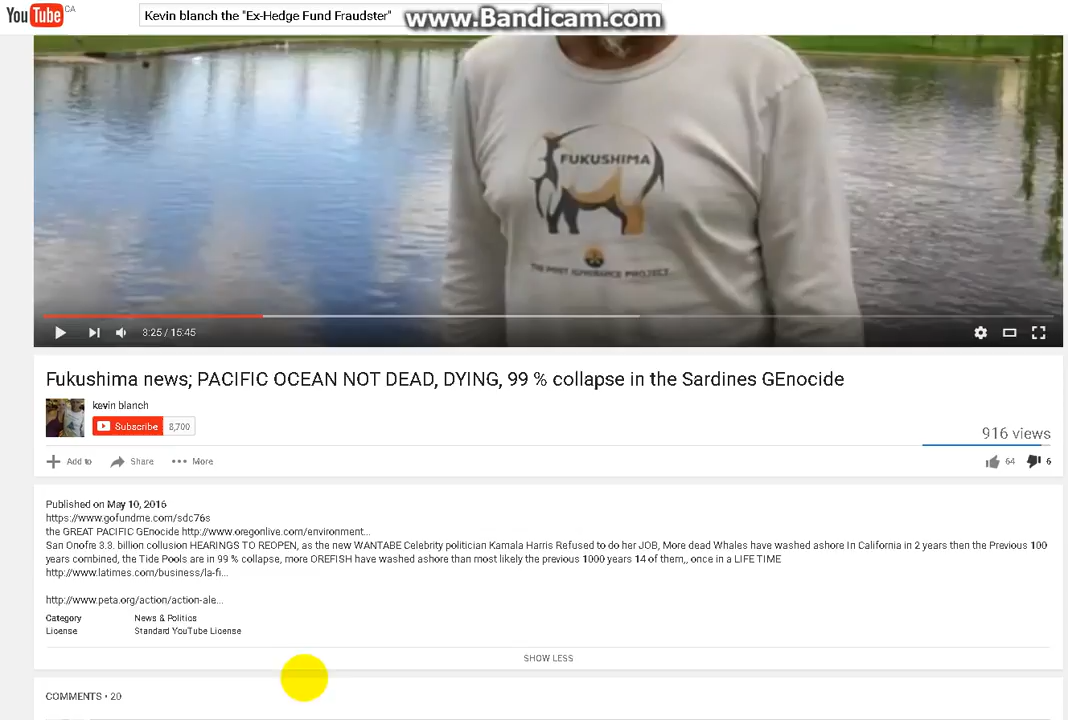 You Tube CA
Kevin blanch the "Ex-Hedge Fund Fraudster"
www.Bandicam.com
FUKUSHIMA
THE POST IGNORANCE PROJECT
3:25 / 15:45
Fukushima news; PACIFIC OCEAN NOT DEAD, DYING, 99 % collapse in the Sardines GEnocide
kevin blanch
Subscribe 8,700
916 views
Add to Share More
64 6
Published on May 10, 2016
https://www.gofundme.com/sdc76s
the GREAT PACIFIC GEnocide http://www.oregonlive.com/environment...
San Onofre 3.3. billion collusion HEARINGS TO REOPEN, as the new WANTABE Celebrity politician Kamala Harris Refused to do her JOB, More dead Whales have washed ashore In California in 2 years then the Previous 100
years combined, the Tide Pools are in 99 % collapse, more OREFISH have washed ashore than most likely the previous 1000 years 14 of them,, once in a LIFE TIME
http://www.latimes.com/business/la-fi...
http://www.peta.org/action/action-ale...
Category News & Politics
License Standard YouTube License
SHOW LESS
COMMENTS • 20